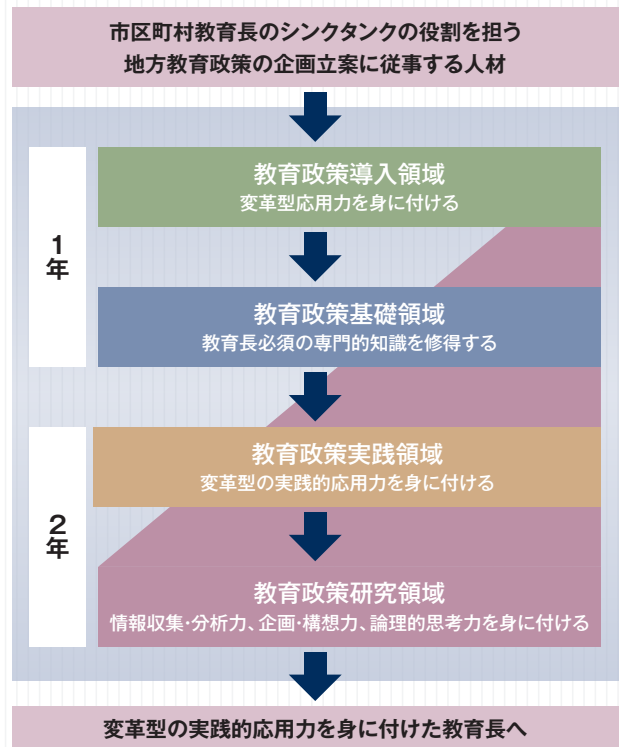 市区町村教育長のシンクタンクの役割を担う
地方教育政策の企画立案に従事する人材
1年
教育政策導入領域
変革型応用力を身に付ける
教育政策基礎領域
教育長必須の専門的知識を修得する
2年
教育政策実践領域
変革型の実践的応用力を身に付ける
教育政策研究領域
情報収集・分析力、企画・構想力、論理的思考力を身に付ける
変革型の実践的応用力を身に付けた教育長へ